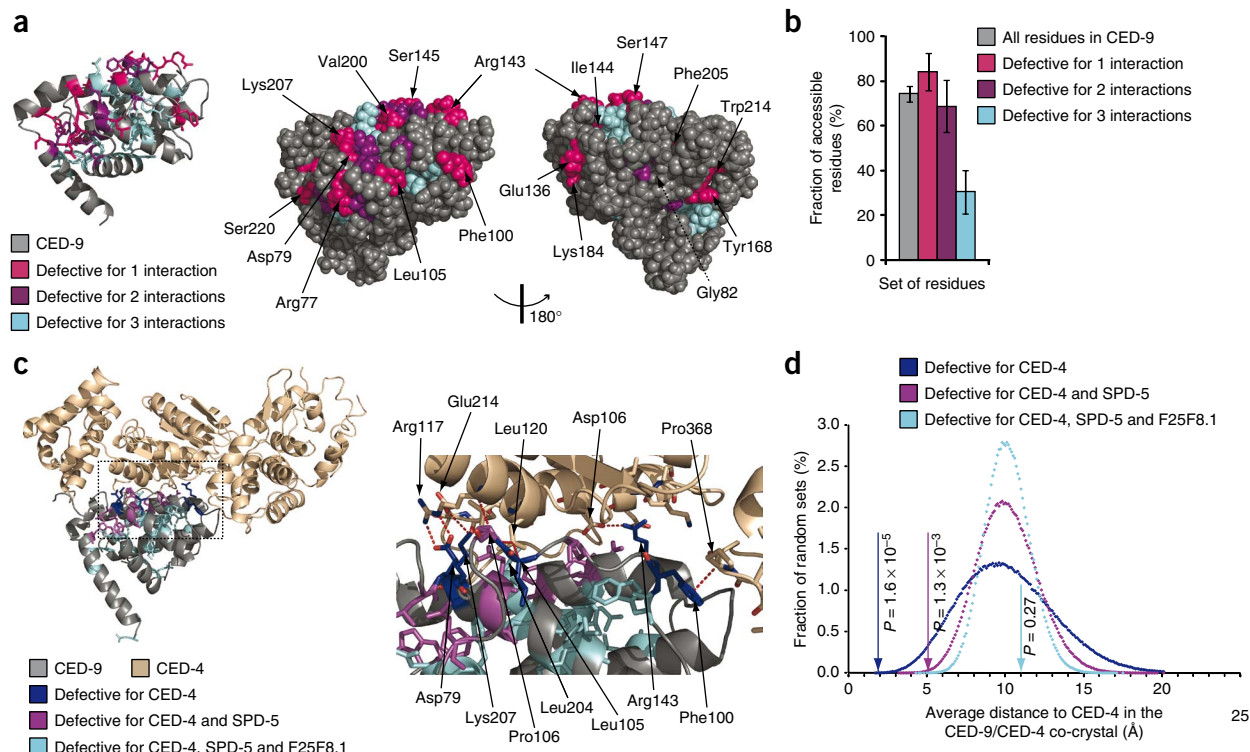 a
Ser145
Val200
Arg143
Lys207
Ser147
Ile144
Phe205
Trp214
Glu136
Lys184
Tyr168
Gly82
Ser220
Asp79
Arg77
Leu105
Phe100
180°
CED-9
Defective for 1 interaction
Defective for 2 interactions
Defective for 3 interactions
b
All residues in CED-9
Defective for 1 interaction
Defective for 2 interactions
Defective for 3 interactions
Fraction of accessible
residues (%)
100
80
60
40
20
0
Set of residues
c
Glu214
Arg117
Leu120
Asp106
Pro368
Asp79
Lys207
Pro106
Leu204
Leu105
Arg143
Phe100
CED-9
CED-4
Defective for CED-4
Defective for CED-4 and SPD-5
Defective for CED-4, SPD-5 and F25F8.1
d
Defective for CED-4
Defective for CED-4 and SPD-5
Defective for CED-4, SPD-5 and F25F8.1
Fraction of random sets (%)
3.0
2.5
2.0
1.5
1.0
0.5
0.0
P = 1.6 × 10⁻⁵
P = 1.3 × 10⁻³
P = 0.27
0 5 10 15 20 25
Average distance to CED-4 in the
CED-9/CED-4 co-crystal (Å)